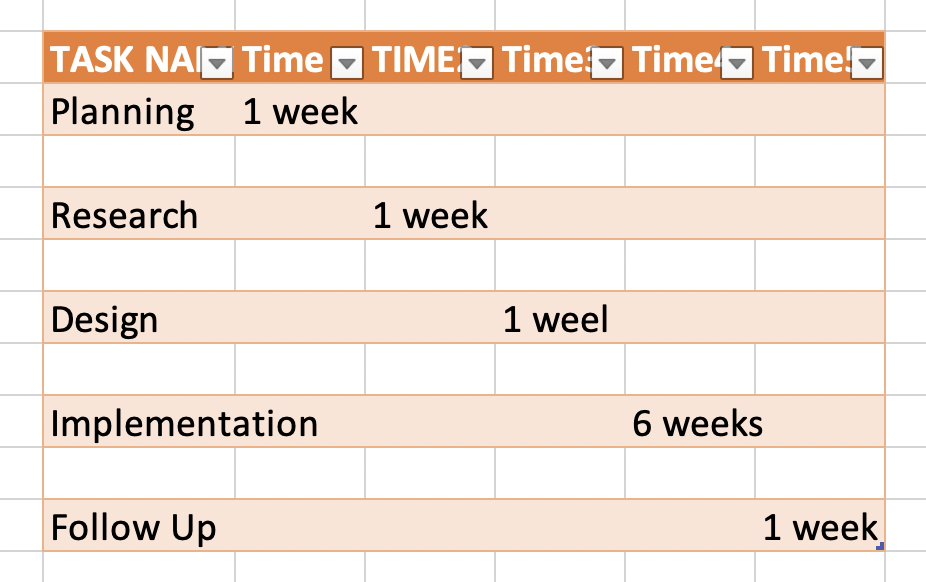 TASK NA Time TIME2 Time3 Time4 Time5
Planning 1 week
Research 1 week
Design 1 weel
Implementation 6 weeks
Follow Up 1 week